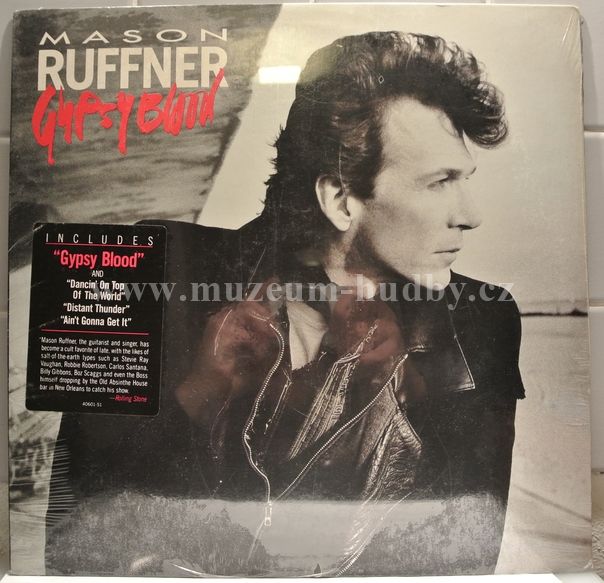 MASON
RUFFNER
Gypsy Blood
INCLUDES
"Gypsy Blood"
AND
"Dancin' On Top
Of The World"
"Distant Thunder"
"Ain't Gonna Get It"
"Mason Ruffner, the guitarist and singer, has
become a cult favorite of late, with the likes of
salt-of-the-earth types such as Stevie Ray
Vaughan, Robbie Robertson, Carlos Santana,
Billy Gibbons, Boz Scaggs and even the Boss
himself dropping by the Old Absinthe House
bar in New Orleans to catch his show.
—Rolling Stone
40601-S1
www.muzeum-hudby.cz